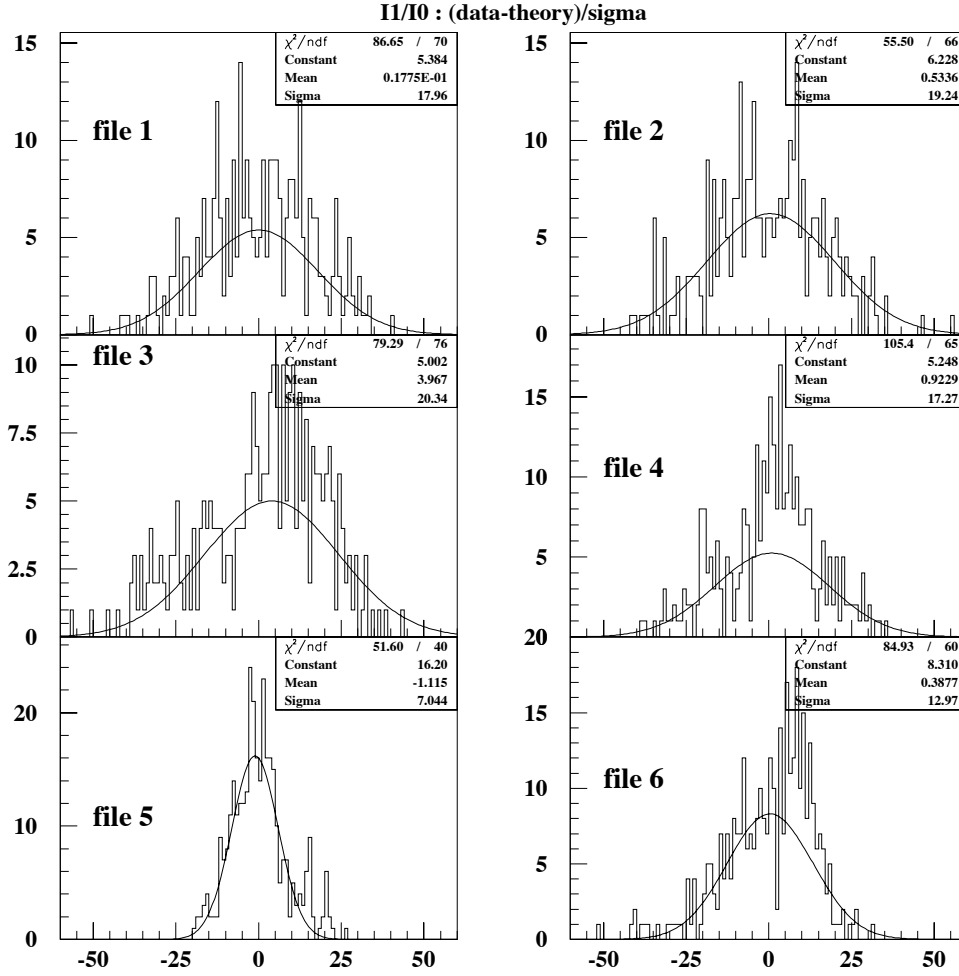 I1/I0 : (data-theory)/sigma
χ²/ndf 86.65 / 70
Constant 5.384
Mean 0.1775E-01
Sigma 17.96
file 1
15
10
5
0
χ²/ndf 55.50 / 66
Constant 6.228
Mean 0.5336
Sigma 19.24
file 2
15
10
5
0
χ²/ndf 79.29 / 76
Constant 5.002
Mean 3.967
Sigma 20.34
file 3
10
7.5
5
2.5
0
χ²/ndf 105.4 / 65
Constant 5.248
Mean 0.9229
Sigma 17.27
file 4
15
10
5
0
χ²/ndf 51.60 / 40
Constant 16.20
Mean -1.115
Sigma 7.044
file 5
20
10
0
-50 -25 0 25 50
χ²/ndf 84.93 / 60
Constant 8.310
Mean 0.3877
Sigma 12.97
file 6
20
15
10
5
0
-50 -25 0 25 50